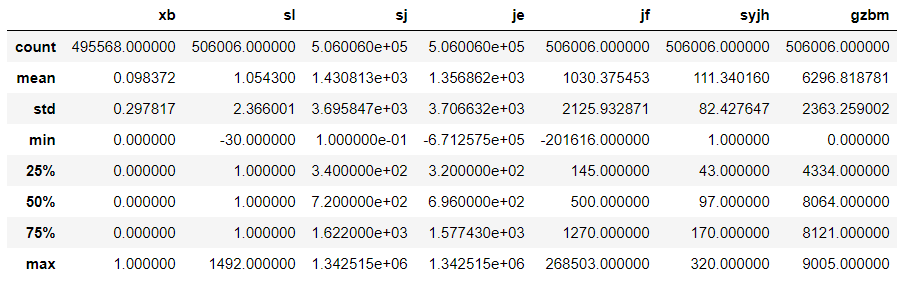 xb sl sj je jf syjh gzbm
count 495568.000000 506006.000000 5.060060e+05 5.060060e+05 506006.000000 506006.000000 506006.000000
mean 0.098372 1.054300 1.430813e+03 1.356862e+03 1030.375453 111.340160 6296.818781
std 0.297817 2.366001 3.695847e+03 3.706632e+03 2125.932871 82.427647 2363.259002
min 0.000000 -30.000000 1.000000e-01 -6.712575e+05 -201616.000000 1.000000 0.000000
25% 0.000000 1.000000 3.400000e+02 3.200000e+02 145.000000 43.000000 4334.000000
50% 0.000000 1.000000 7.200000e+02 6.960000e+02 500.000000 97.000000 8064.000000
75% 0.000000 1.000000 1.622000e+03 1.577430e+03 1270.000000 170.000000 8121.000000
max 1.000000 1492.000000 1.342515e+06 1.342515e+06 268503.000000 320.000000 9005.000000